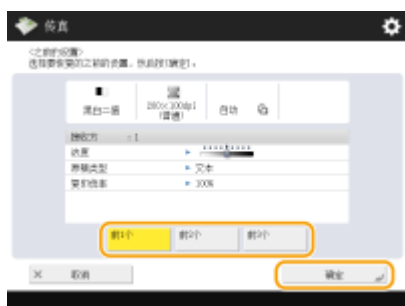 传真
<之前的设置>
选择要恢复的之前的设置，然后按[确定]。
黑白二值
200×100dpi
(普通)
自动
接收方 :1
浓度
原稿类型 ▶ 文本
复印倍率 ▶ 100%
前1个 前2个 前3个
× 取消 确定